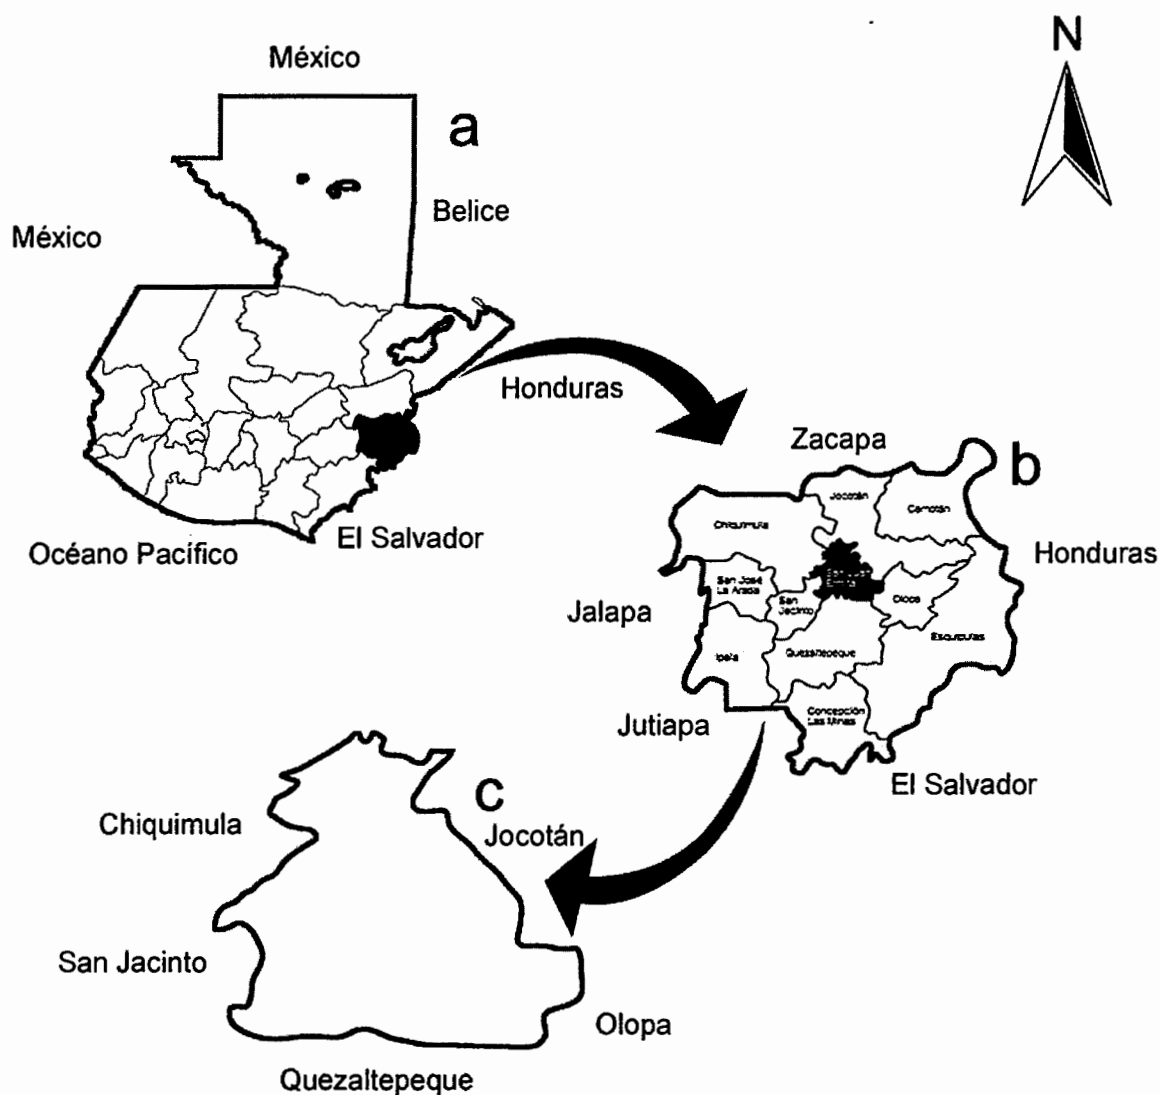 N
México
a
Belice
México
Honduras
Océano Pacífico
El Salvador
Zacapa
b
Jocotán
Camotán
Chiquimula
Honduras
San José
La Arada
San
Jacinto
Olopa
Jalapa
Esquipulas
Ipala
Quezaltepeque
Concepción
Las Minas
Jutiapa
El Salvador
c
Chiquimula
Jocotán
San Jacinto
Olopa
Quezaltepeque